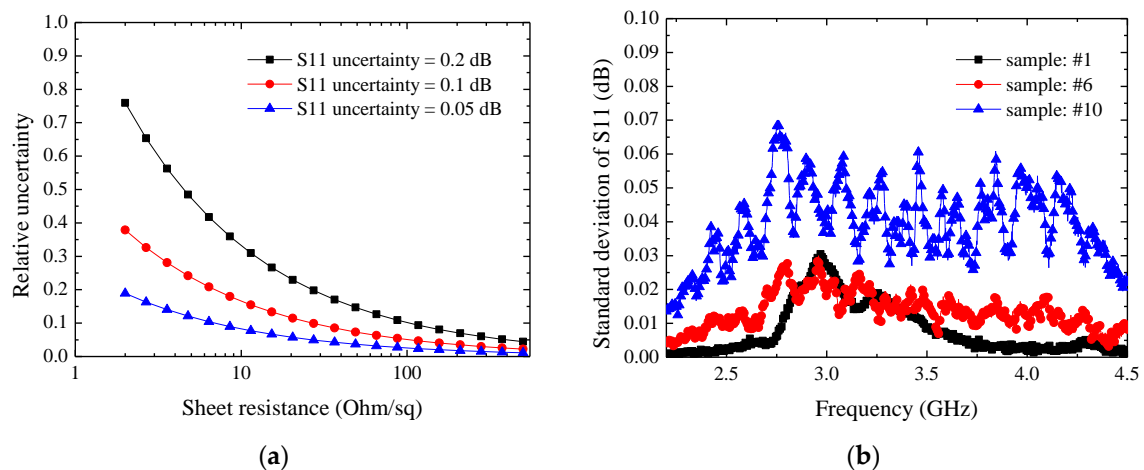 1.0
0.9
0.8
0.7
0.6
0.5
0.4
0.3
0.2
0.1
0.0
Relative uncertainty
S11 uncertainty = 0.2 dB
S11 uncertainty = 0.1 dB
S11 uncertainty = 0.05 dB
1 10 100
Sheet resistance (Ohm/sq)
(a)
0.10
0.09
0.08
0.07
0.06
0.05
0.04
0.03
0.02
0.01
0.00
Standard deviation of S11 (dB)
sample: #1
sample: #6
sample: #10
2.5 3.0 3.5 4.0 4.5
Frequency (GHz)
(b)